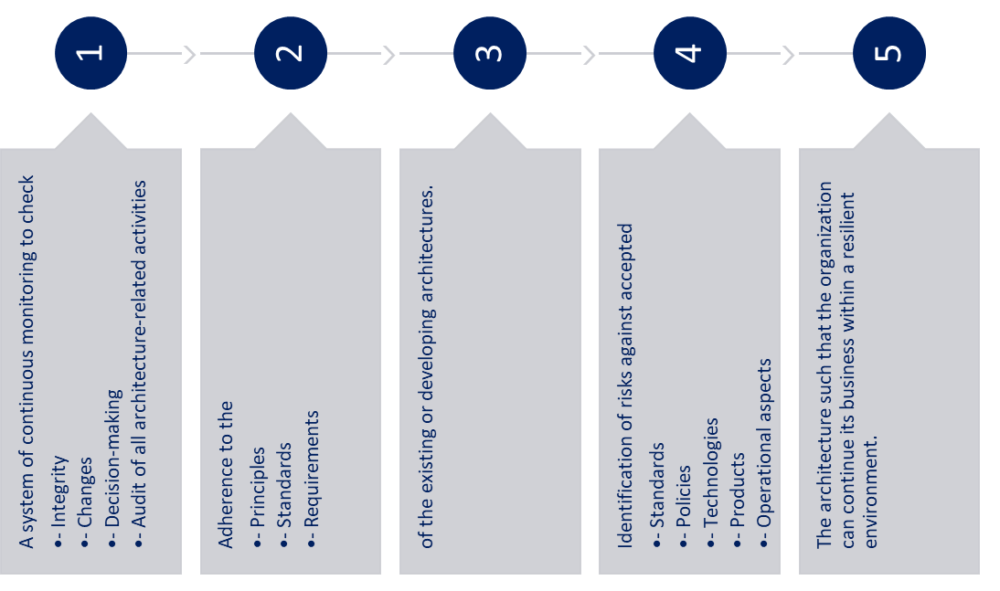 1
A system of continuous monitoring to check
•- Integrity
•- Changes
•- Decision-making
•- Audit of all architecture-related activities
2
Adherence to the
•- Principles
•- Standards
•- Requirements
3
of the existing or developing architectures.
4
Identification of risks against accepted
•- Standards
•- Policies
•- Technologies
•- Products
•- Operational aspects
5
The architecture such that the organization
can continue its business within a resilient
environment.